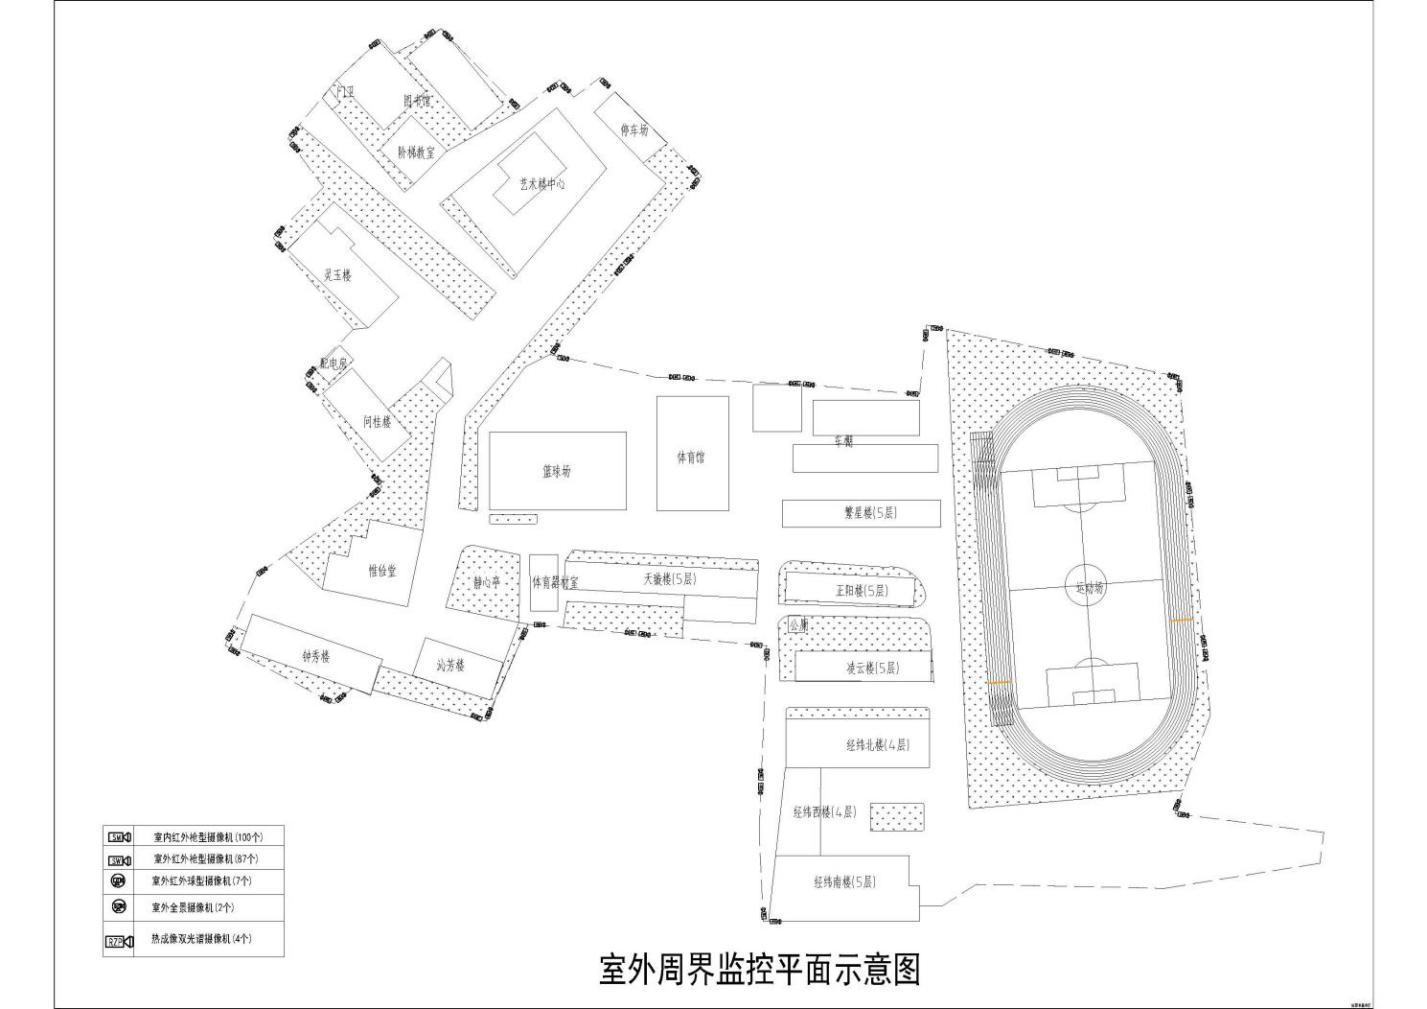 门卫
图书馆
阶梯教室
停车场
艺术楼中心
灵玉楼
配电房
问桂楼
篮球场
体育馆
车棚
繁星楼(5层)
惟俭堂
静心亭
体育器材室
天璇楼(5层)
正阳楼(5层)
运动场
公厕
钟秀楼
沁芳楼
凌云楼(5层)
经纬北楼(4层)
经纬西楼(4层)
经纬南楼(5层)
室内红外枪型摄像机(100个)
室外红外枪型摄像机(87个)
室外红外球型摄像机(7个)
室外全景摄像机(2个)
RZP 热成像双光谱摄像机(4个)
室外周界监控平面示意图